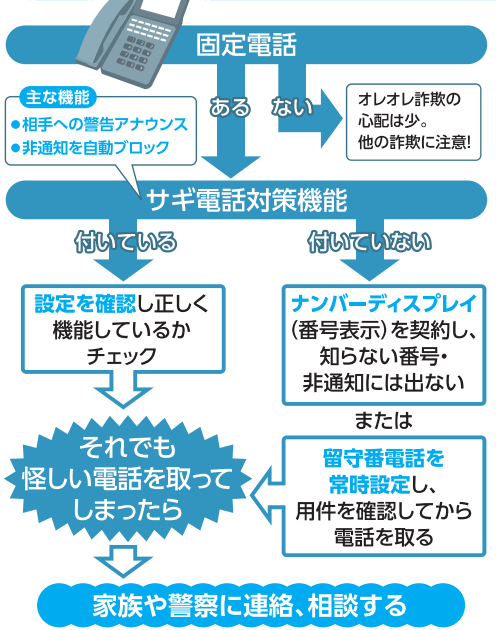 固定電話
ある
ない
オレオレ詐欺の
心配は少。
他の詐欺に注意!
主な機能
●相手への警告アナウンス
●非通知を自動ブロック
サギ電話対策機能
付いている
付いていない
設定を確認し正しく
機能しているか
チェック
ナンバーディスプレイ
(番号表示)を契約し、
知らない番号・
非通知には出ない
または
留守番電話を
常時設定し、
用件を確認してから
電話を取る
それでも
怪しい電話を取って
しまったら
家族や警察に連絡、相談する